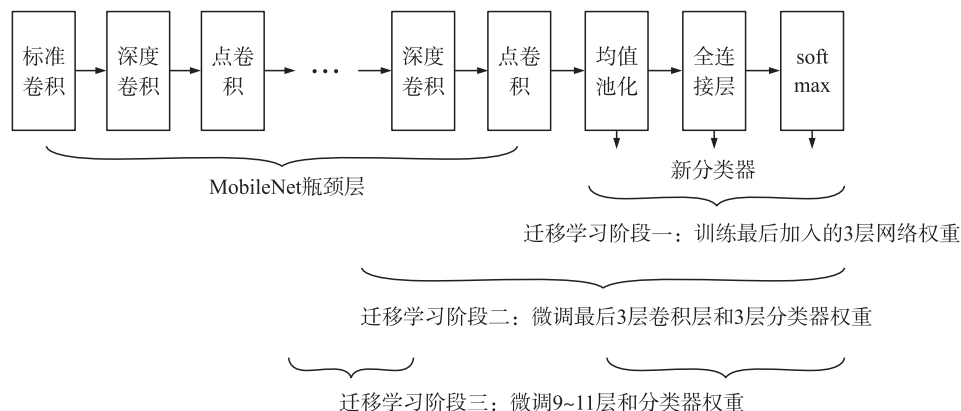 标准
卷积
深度
卷积
点卷
积
...
深度
卷积
点卷
积
均值
池化
全连
接层
soft
max
MobileNet瓶颈层
新分类器
迁移学习阶段一：训练最后加入的3层网络权重
迁移学习阶段二：微调最后3层卷积层和3层分类器权重
迁移学习阶段三：微调9~11层和分类器权重